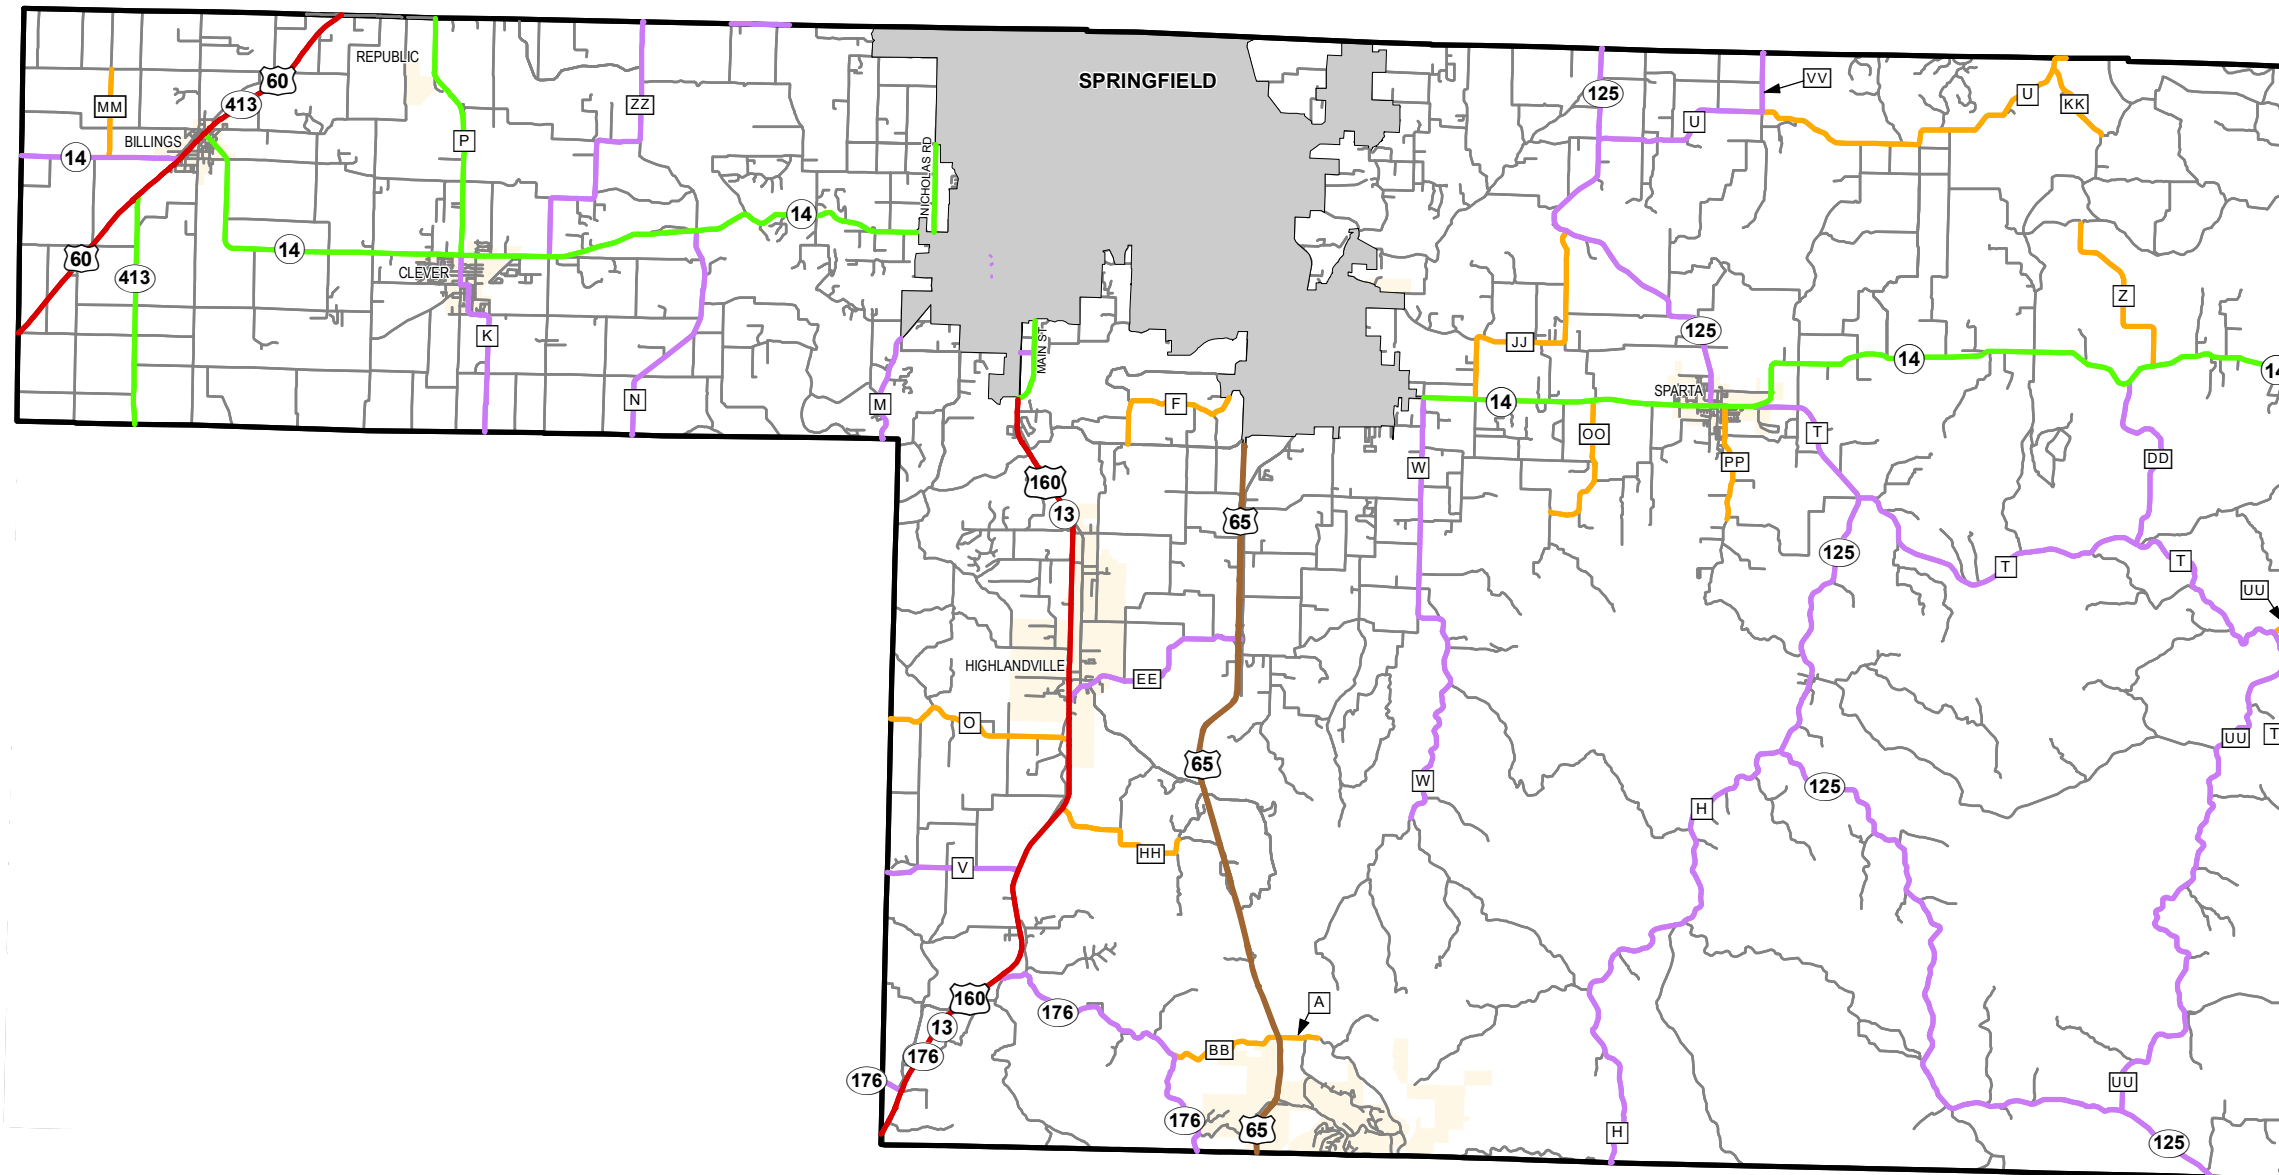 REPUBLIC
SPRINGFIELD
60
413
MM
ZZ
125
VV
U
U
KK
BILLINGS
P
14
NICHOLAS RD
14
14
60
413
CLEVER
Z
K
MAIN ST
125
JJ
14
14
SPARTA
N
M
F
14
OO
T
PP
W
DD
160
13
65
125
T
T
UU
HIGHLANDVILLE
EE
O
65
UU
T
W
125
H
HH
V
160
A
176
13
BB
176
176
UU
176
65
H
125